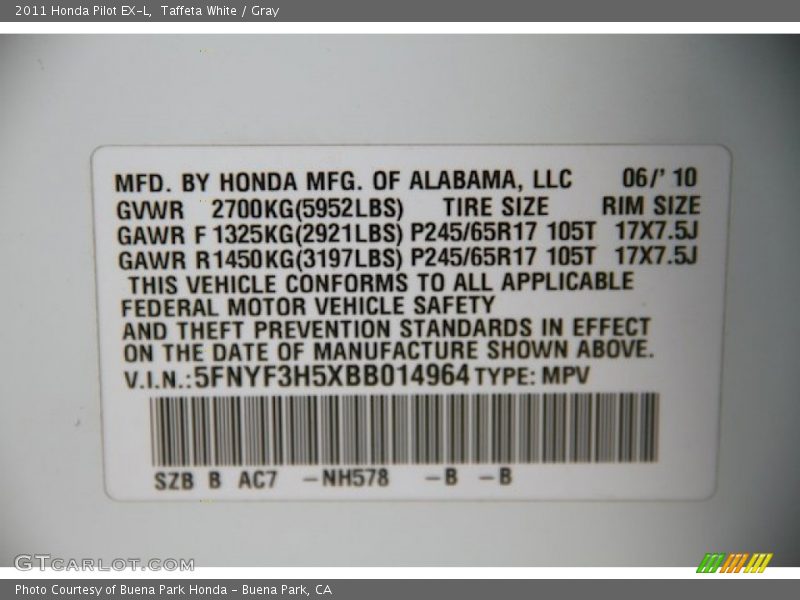 2011 Honda Pilot EX-L, Taffeta White / Gray
MFD. BY HONDA MFG. OF ALABAMA, LLC 06/' 10
GVWR 2700KG(5952LBS) TIRE SIZE RIM SIZE
GAWR F 1325KG(2921LBS) P245/65R17 105T 17X7.5J
GAWR R1450KG(3197LBS) P245/65R17 105T 17X7.5J
THIS VEHICLE CONFORMS TO ALL APPLICABLE
FEDERAL MOTOR VEHICLE SAFETY
AND THEFT PREVENTION STANDARDS IN EFFECT
ON THE DATE OF MANUFACTURE SHOWN ABOVE.
V.I.N.:5FNYF3H5XBB014964 TYPE: MPV
SZB B AC7 -NH578 -B -B
GTCARLOT.COM
Photo Courtesy of Buena Park Honda - Buena Park, CA